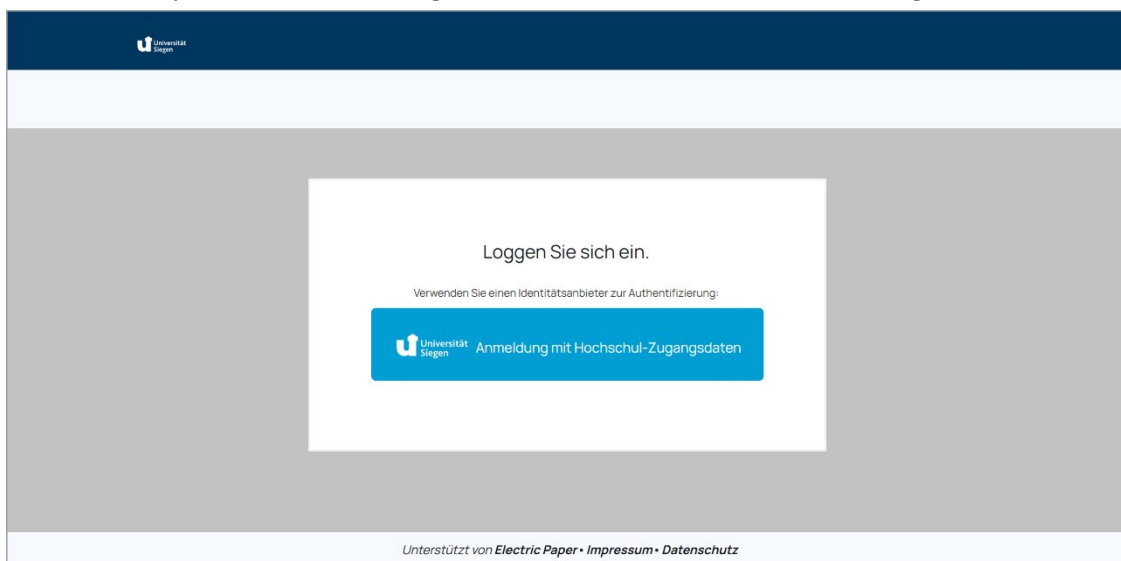 Universität
Siegen
Loggen Sie sich ein.
Verwenden Sie einen Identitätsanbieter zur Authentifizierung:
Universität
Siegen
Anmeldung mit Hochschul-Zugangsdaten
Unterstützt von Electric Paper • Impressum • Datenschutz